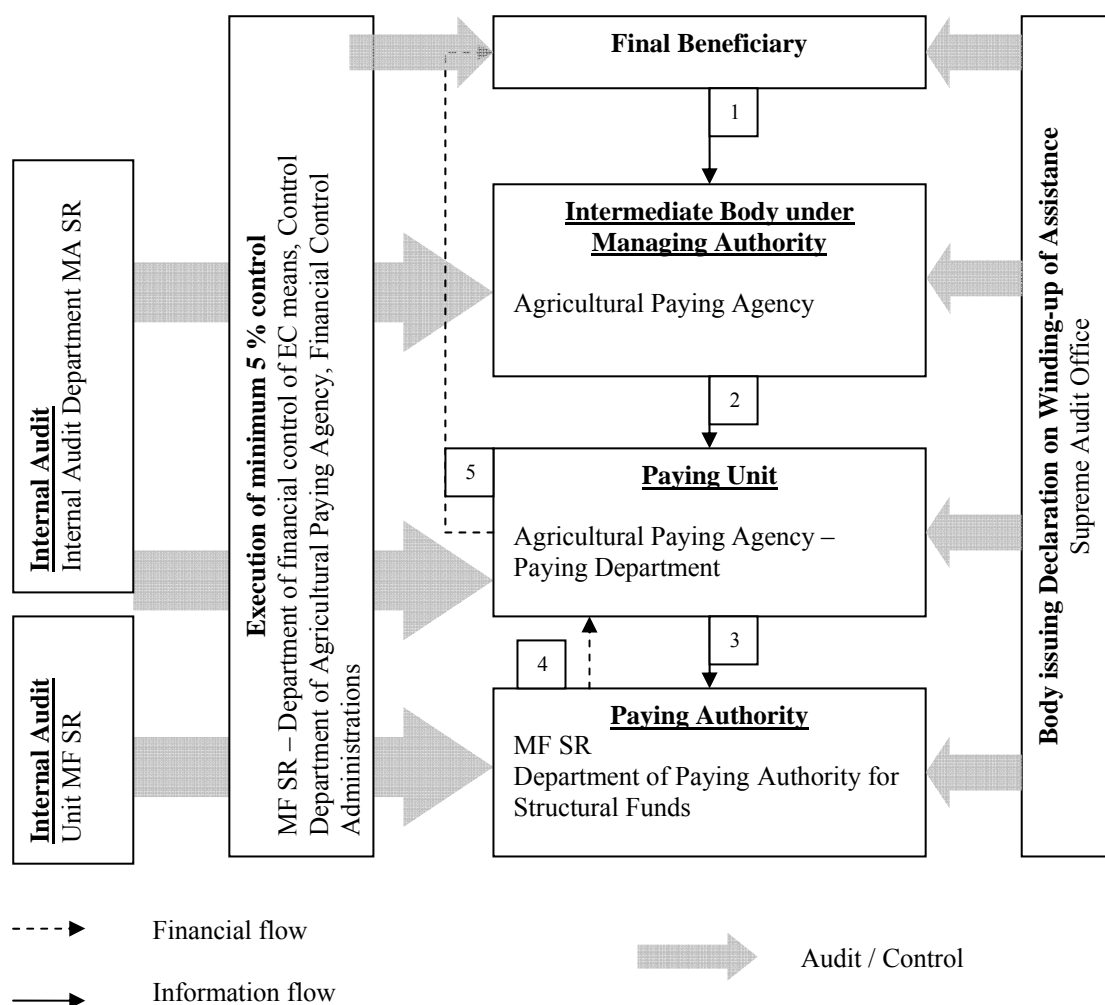 Final Beneficiary
1
Intermediate Body under
Managing Authority
Agricultural Paying Agency
2
Paying Unit
Agricultural Paying Agency –
Paying Department
5
3
4
Paying Authority
MF SR
Department of Paying Authority for
Structural Funds
Internal Audit
Internal Audit Department MA SR
Internal Audit
Unit MF SR
Execution of minimum 5 % control
MF SR – Department of financial control of EC means, Control
Department of Agricultural Paying Agency, Financial Control
Administrations
Body issuing Declaration on Winding-up of Assistance
Supreme Audit Office
Financial flow
Audit / Control
Information flow